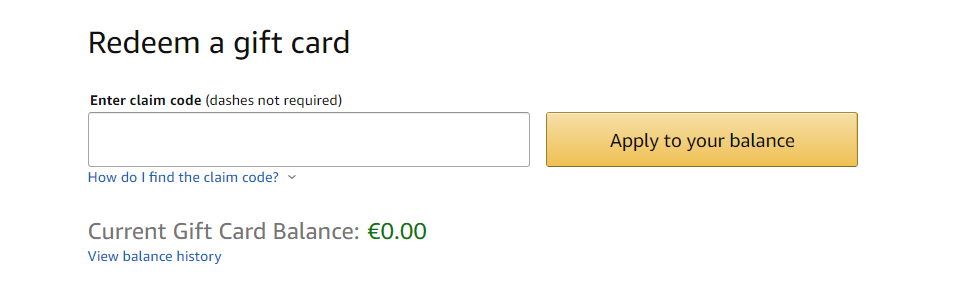 Redeem a gift card
Enter claim code (dashes not required)
Apply to your balance
How do I find the claim code?
Current Gift Card Balance: €0.00
View balance history